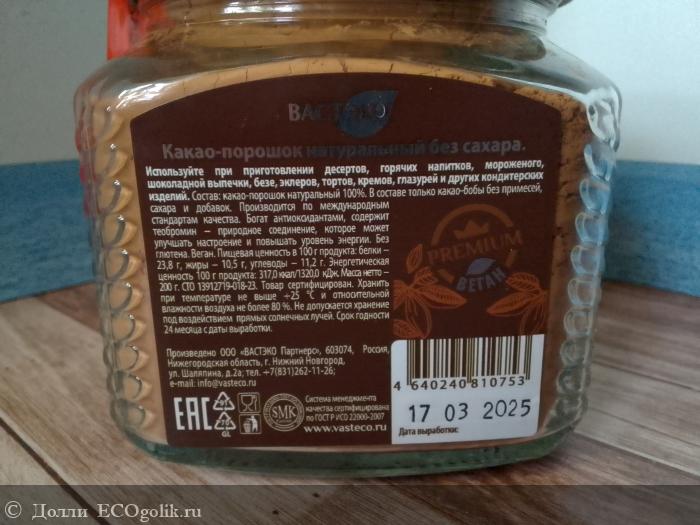 ВАСТЭКО
Какао-порошок натуральный без сахара.
Используйте при приготовлении десертов, горячих напитков, мороженого,
шоколадной выпечки, безе, эклеров, тортов, кремов, глазурей и других кондитерских
изделий. Состав: какао-порошок натуральный 100%. В составе только какао-бобы без примесей,
сахара и добавок. Производится по международным
стандартам качества. Богат антиоксидантами, содержит
теобромин – природное соединение, которое может
улучшать настроение и повышать уровень энергии. Без
глютена. Веган. Пищевая ценность в 100 г продукта: белки –
23,8 г, жиры – 10,5 г, углеводы – 11,2 г. Энергетическая
ценность 100 г продукта: 317,0 ккал/1320,0 кДж. Масса нетто –
200 г. СТО 13912719-018-23. Товар сертифицирован. Хранить
при температуре не выше +25 °С и относительной
влажности воздуха не более 80 %. Не допускается хранение
под воздействием прямых солнечных лучей. Срок годности
24 месяца с даты выработки.
PREMIUM
ВЕГАН
Произведено ООО «ВАСТЭКО Партнерс», 603074, Россия,
Нижегородская область, г. Нижний Новгород,
ул. Шаляпина, д.2а; тел.:+7(831)262-11-26;
e-mail: info@vasteco.ru
4 640240 810753
17 03 2025
Дата выработки:
EAC
91
70
GL
SMK
Система менеджмента
качества сертифицирована
по ГОСТ Р ИСО 22000-2007
www.vasteco.ru
© Долли ECOgolik.ru